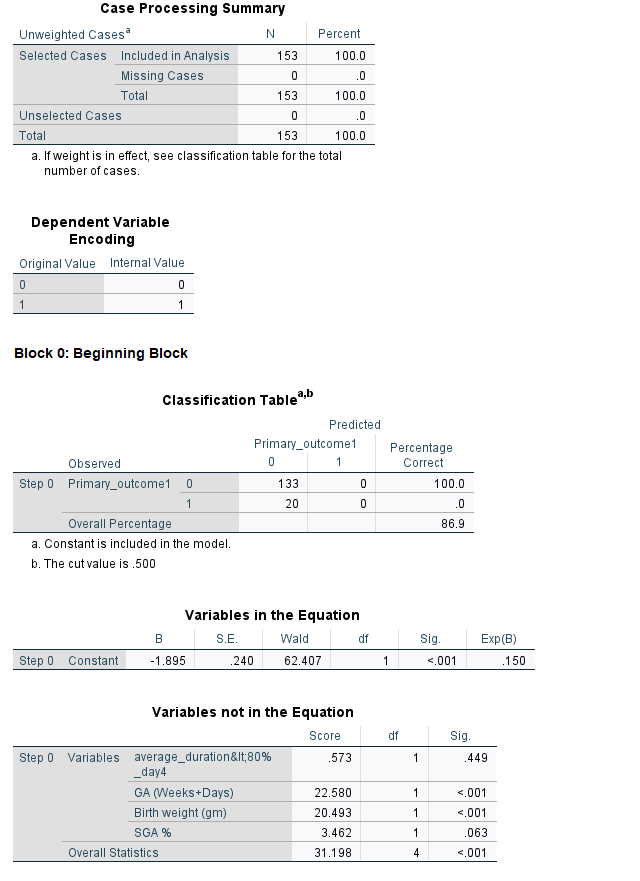 Case Processing Summary
Unweighted Casesa N Percent
Selected Cases Included in Analysis 153 100.0
Missing Cases 0 .0
Total 153 100.0
Unselected Cases 0 .0
Total 153 100.0
a. If weight is in effect, see classification table for the total
number of cases.
Dependent Variable
Encoding
Original Value Internal Value
0 0
1 1
Block 0: Beginning Block
Classification Tablea,b
Predicted
Primary_outcome1 Percentage
Observed 0 1 Correct
Step 0 Primary_outcome1 0 133 0 100.0
1 20 0 .0
Overall Percentage 86.9
a. Constant is included in the model.
b. The cut value is .500
Variables in the Equation
B S.E. Wald df Sig. Exp(B)
Step 0 Constant -1.895 .240 62.407 1 <.001 .150
Variables not in the Equation
Score df Sig.
Step 0 Variables average_duration&lt;80% .573 1 .449
_day4
GA (Weeks+Days) 22.580 1 <.001
Birth weight (gm) 20.493 1 <.001
SGA % 3.462 1 .063
Overall Statistics 31.198 4 <.001